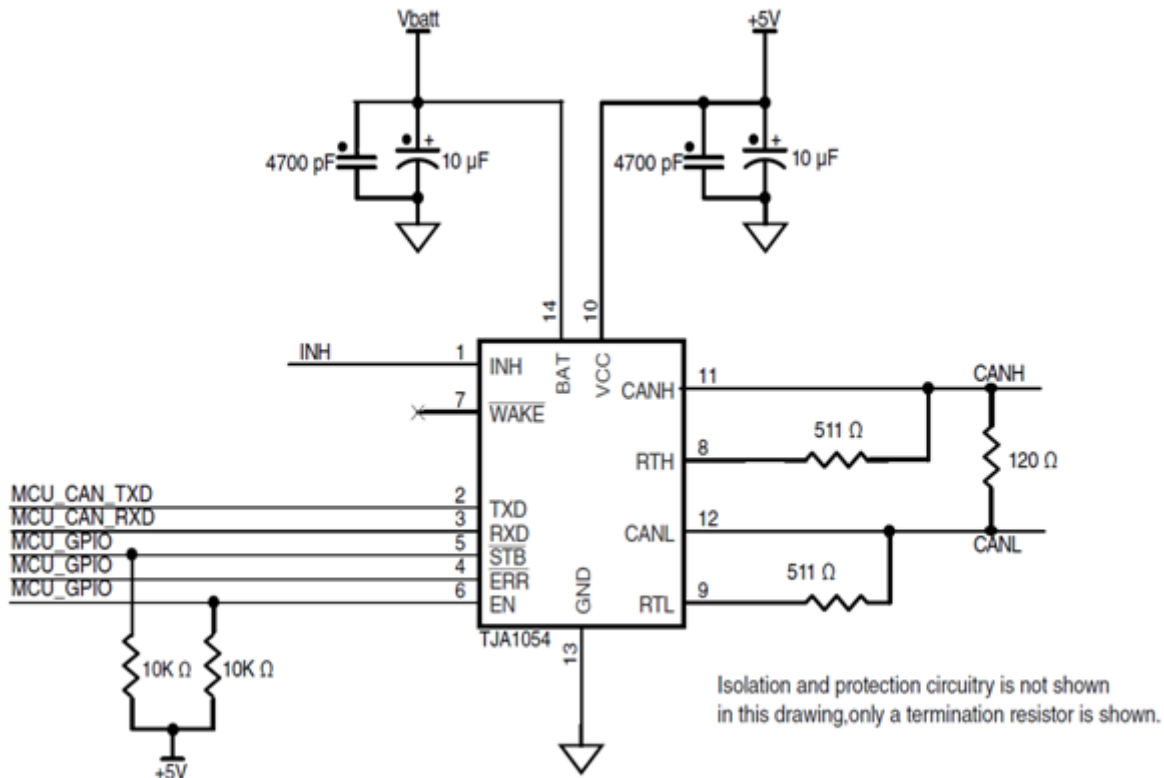 Vbatt
+5V
4700 pF
+
10 µF
4700 pF
+
10 µF
14
10
INH
1
INH
BAT
VCC
CANH
11
CANH
7
WAKE
511 Ω
RTH
8
120 Ω
MCU_CAN_TXD
2
TXD
MCU_CAN_RXD
3
RXD
CANL
12
CANL
MCU_GPIO
5
STB
MCU_GPIO
4
ERR
511 Ω
MCU_GPIO
6
EN
GND
RTL
9
TJA1054
13
10K Ω
10K Ω
+5V
Isolation and protection circuitry is not shown
in this drawing,only a termination resistor is shown.